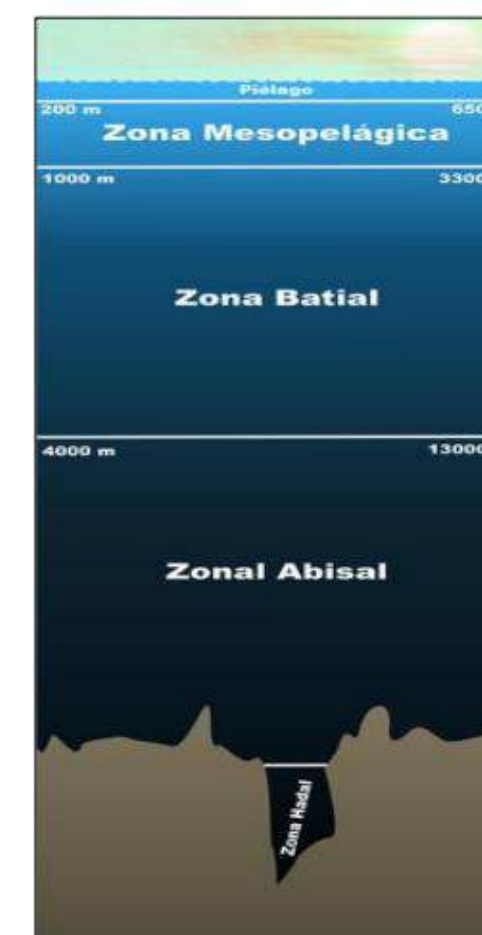 Piélago
200 m 650
Zona Mesopelágica
1000 m 3300
Zona Batial
4000 m 13000
Zonal Abisal
Zona Hadal